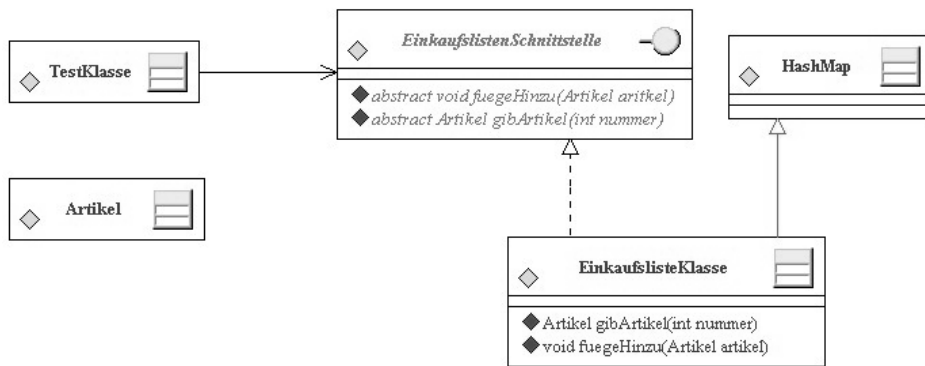 EinkaufslistenSchnittstelle
TestKlasse
HashMap
abstract void fuegeHinzu(Artikel aritkel)
abstract Artikel gibArtikel(int nummer)
Artikel
EinkaufslisteKlasse
Artikel gibArtikel(int nummer)
void fuegeHinzu(Artikel artikel)